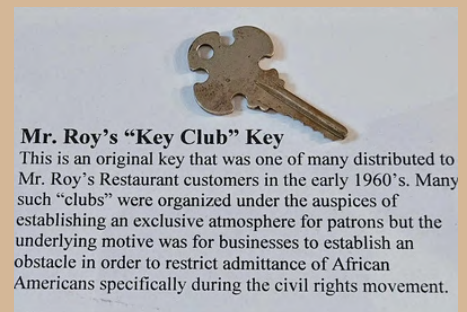 Mr. Roy's “Key Club” Key
This is an original key that was one of many distributed to
Mr. Roy's Restaurant customers in the early 1960's. Many
such “clubs” were organized under the auspices of
establishing an exclusive atmosphere for patrons but the
underlying motive was for businesses to establish an
obstacle in order to restrict admittance of African
Americans specifically during the civil rights movement.